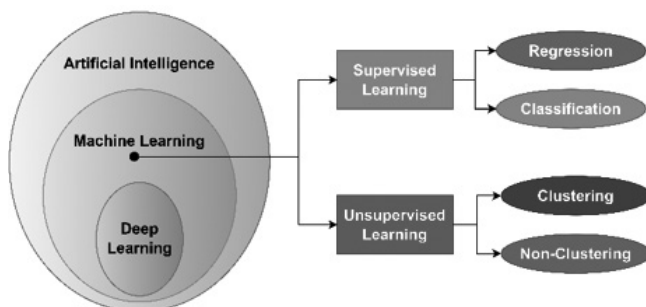 Artificial Intelligence
Machine Learning
Deep
Learning
Supervised
Learning
Regression
Classification
Unsupervised
Learning
Clustering
Non-Clustering